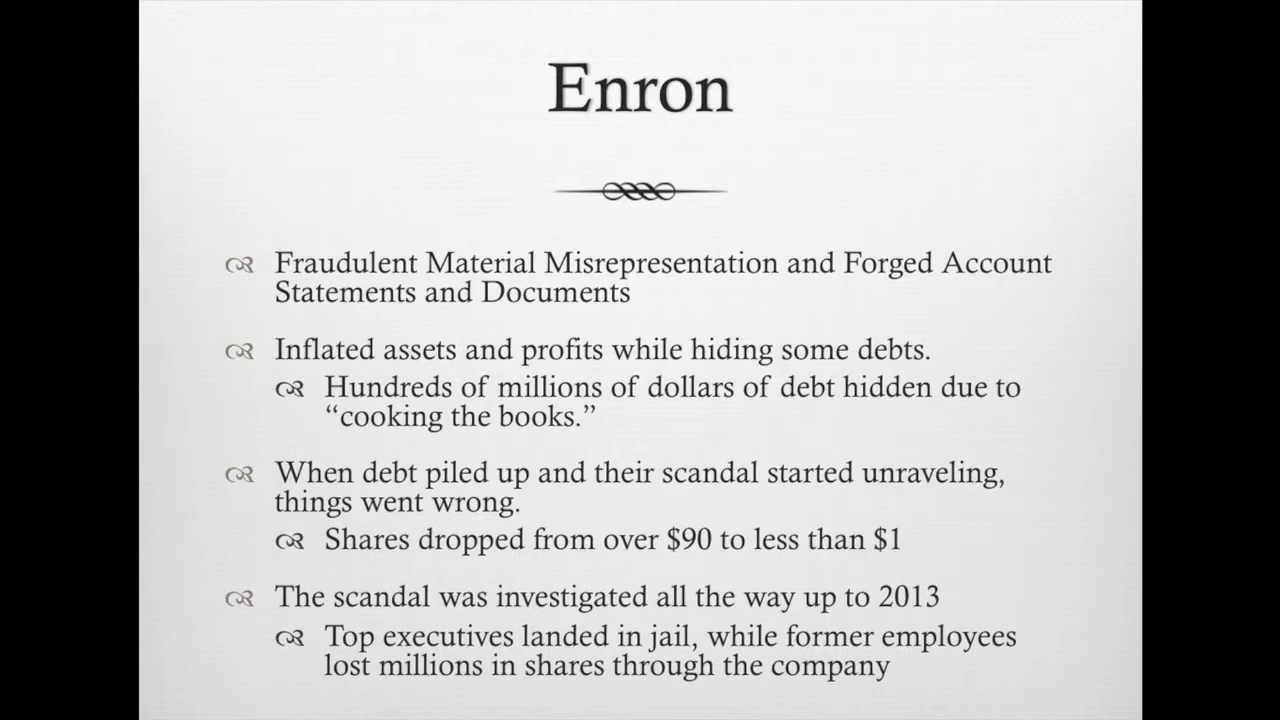 Enron
Fraudulent Material Misrepresentation and Forged Account
Statements and Documents
Inflated assets and profits while hiding some debts.
Hundreds of millions of dollars of debt hidden due to
“cooking the books.”
When debt piled up and their scandal started unraveling,
things went wrong.
Shares dropped from over $90 to less than $1
The scandal was investigated all the way up to 2013
Top executives landed in jail, while former employees
lost millions in shares through the company